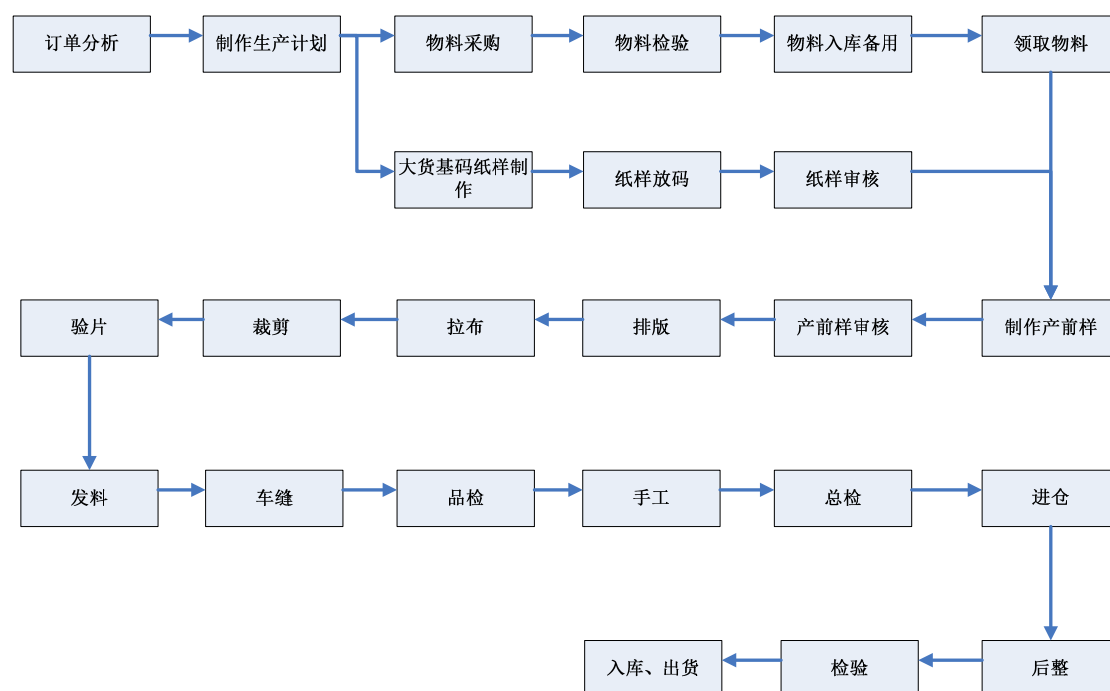 订单分析
制作生产计划
物料采购
物料检验
物料入库备用
领取物料
大货基码纸样制
作
纸样放码
纸样审核
验片
裁剪
拉布
排版
产前样审核
制作产前样
发料
车缝
品检
手工
总检
进仓
入库、出货
检验
后整